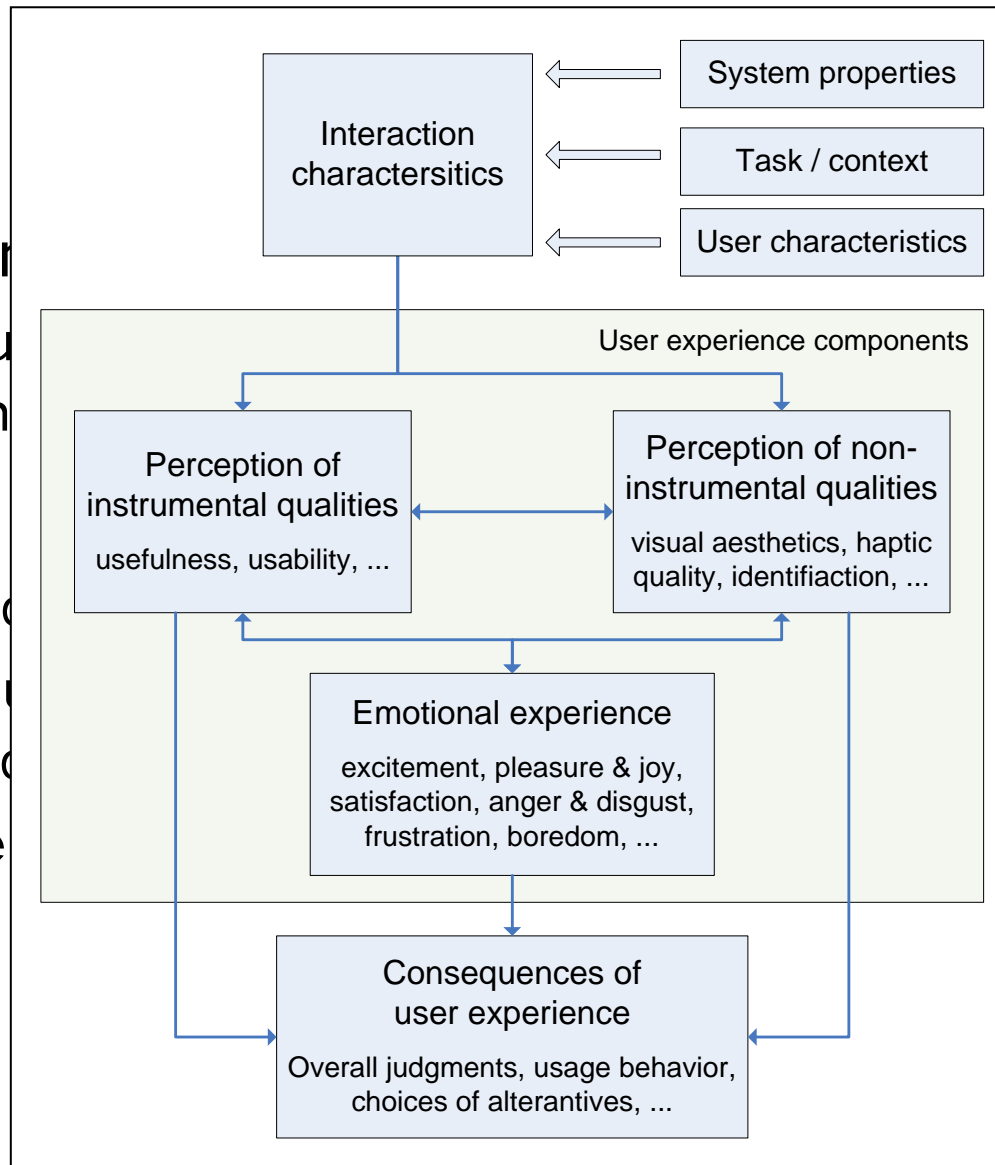 System properties
Interaction
charactersitics
Task / context
User characteristics
User experience components
Perception of
instrumental qualities
usefulness, usability, ...
Perception of non-
instrumental qualities
visual aesthetics, haptic
quality, identifiaction, ...
Emotional experience
excitement, pleasure & joy,
satisfaction, anger & disgust,
frustration, boredom, ...
Consequences of
user experience
Overall judgments, usage behavior,
choices of alterantives, ...